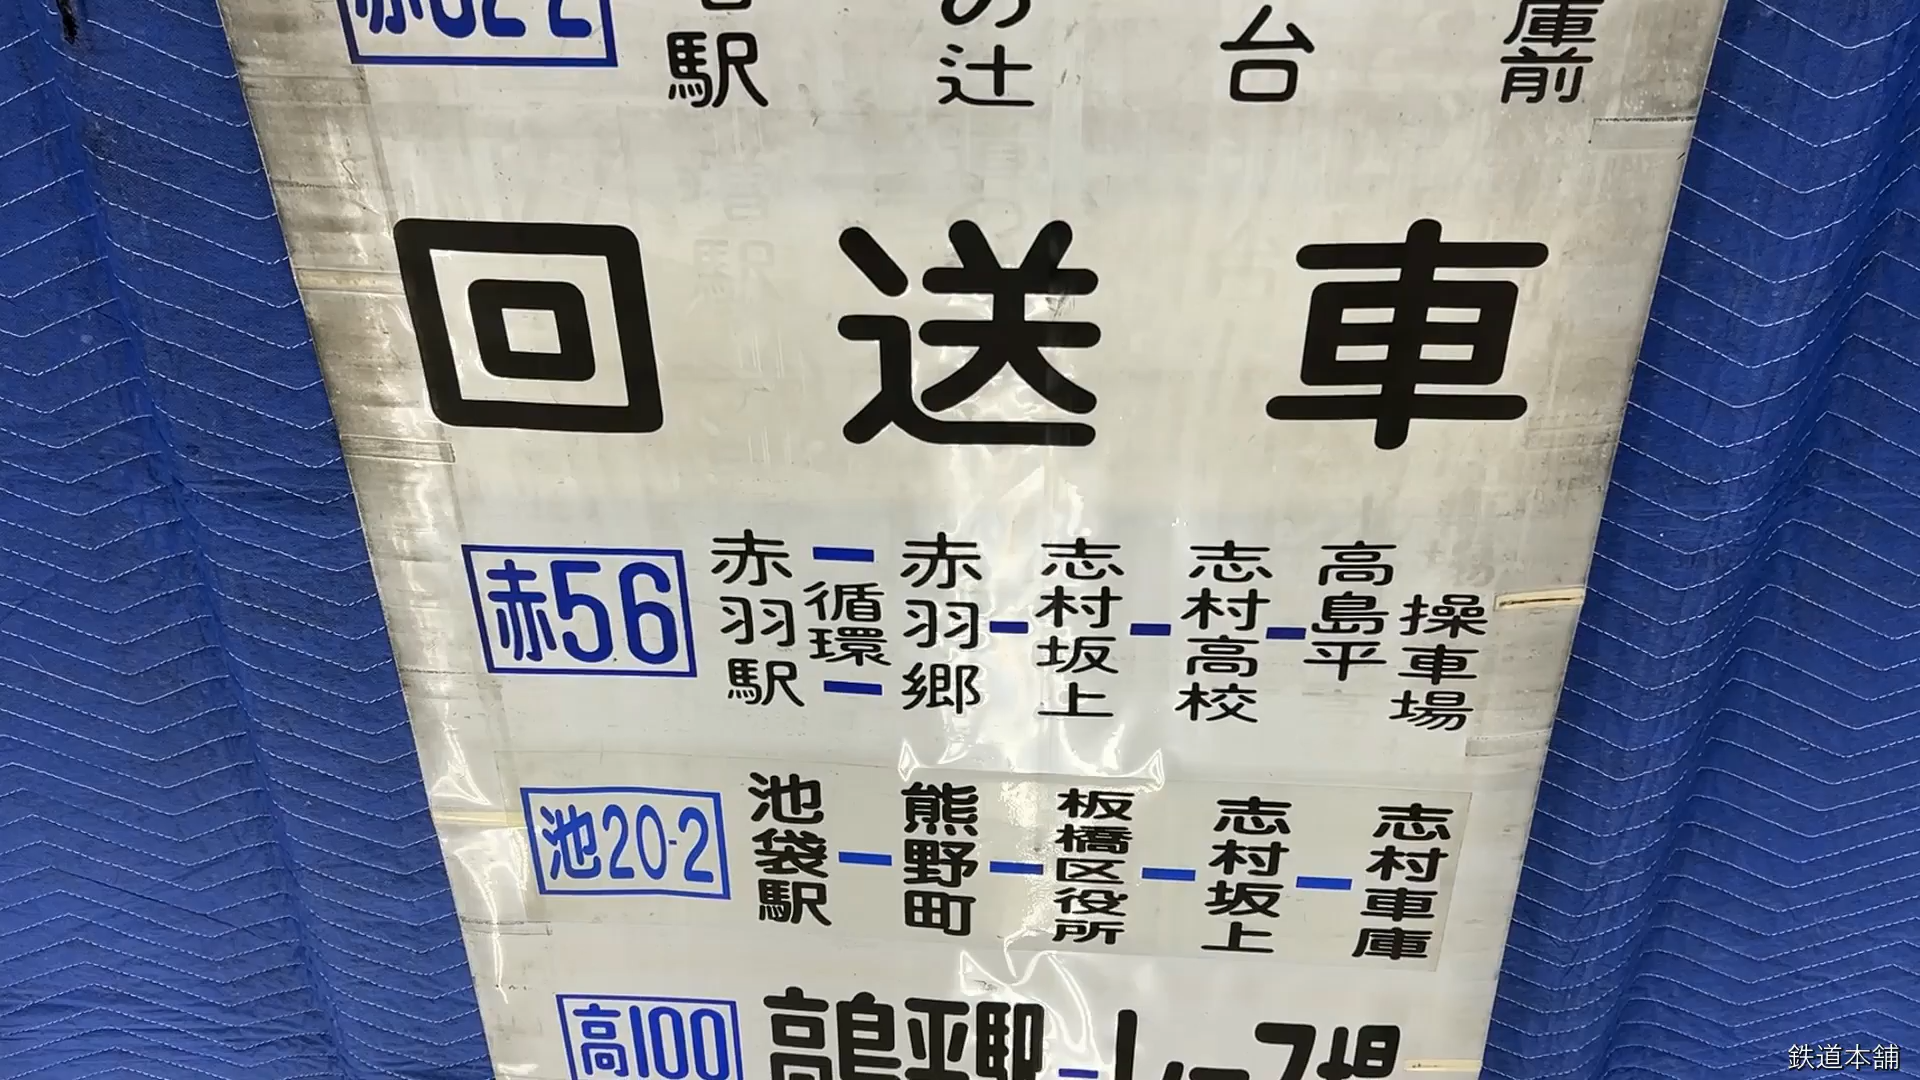 駅 の辻 台 庫前
回送車
赤56 赤羽駅 循環 赤羽郷 志村坂上 志村高校 高島平 操車場
池20-2 池袋駅 熊野町 板橋区役所 志村坂上 志村車庫
高100
鉄道本舗